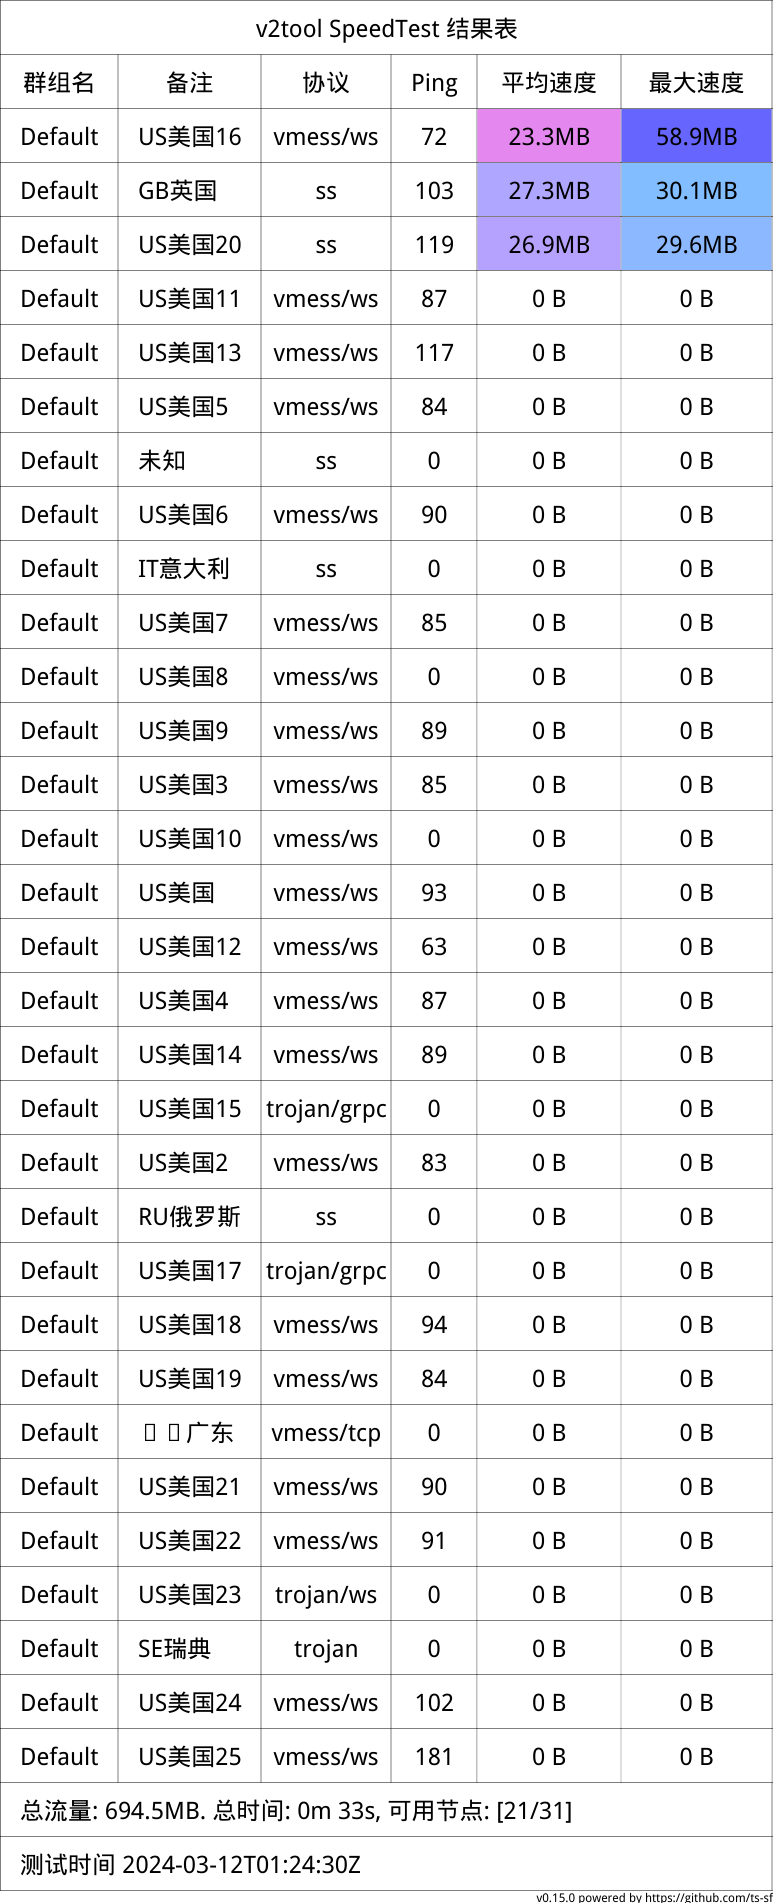 v2tool SpeedTest 结果表
群组名 备注 协议 Ping 平均速度 最大速度
Default US美国16 vmess/ws 72 23.3MB 58.9MB
Default GB英国 ss 103 27.3MB 30.1MB
Default US美国20 ss 119 26.9MB 29.6MB
Default US美国11 vmess/ws 87 0 B 0 B
Default US美国13 vmess/ws 117 0 B 0 B
Default US美国5 vmess/ws 84 0 B 0 B
Default 未知 ss 0 0 B 0 B
Default US美国6 vmess/ws 90 0 B 0 B
Default IT意大利 ss 0 0 B 0 B
Default US美国7 vmess/ws 85 0 B 0 B
Default US美国8 vmess/ws 0 0 B 0 B
Default US美国9 vmess/ws 89 0 B 0 B
Default US美国3 vmess/ws 85 0 B 0 B
Default US美国10 vmess/ws 0 0 B 0 B
Default US美国 vmess/ws 93 0 B 0 B
Default US美国12 vmess/ws 63 0 B 0 B
Default US美国4 vmess/ws 87 0 B 0 B
Default US美国14 vmess/ws 89 0 B 0 B
Default US美国15 trojan/grpc 0 0 B 0 B
Default US美国2 vmess/ws 83 0 B 0 B
Default RU俄罗斯 ss 0 0 B 0 B
Default US美国17 trojan/grpc 0 0 B 0 B
Default US美国18 vmess/ws 94 0 B 0 B
Default US美国19 vmess/ws 84 0 B 0 B
Default 广东 vmess/tcp 0 0 B 0 B
Default US美国21 vmess/ws 90 0 B 0 B
Default US美国22 vmess/ws 91 0 B 0 B
Default US美国23 trojan/ws 0 0 B 0 B
Default SE瑞典 trojan 0 0 B 0 B
Default US美国24 vmess/ws 102 0 B 0 B
Default US美国25 vmess/ws 181 0 B 0 B
总流量: 694.5MB. 总时间: 0m 33s, 可用节点: [21/31]
测试时间 2024-03-12T01:24:30Z
v0.15.0 powered by https://github.com/ts-sf